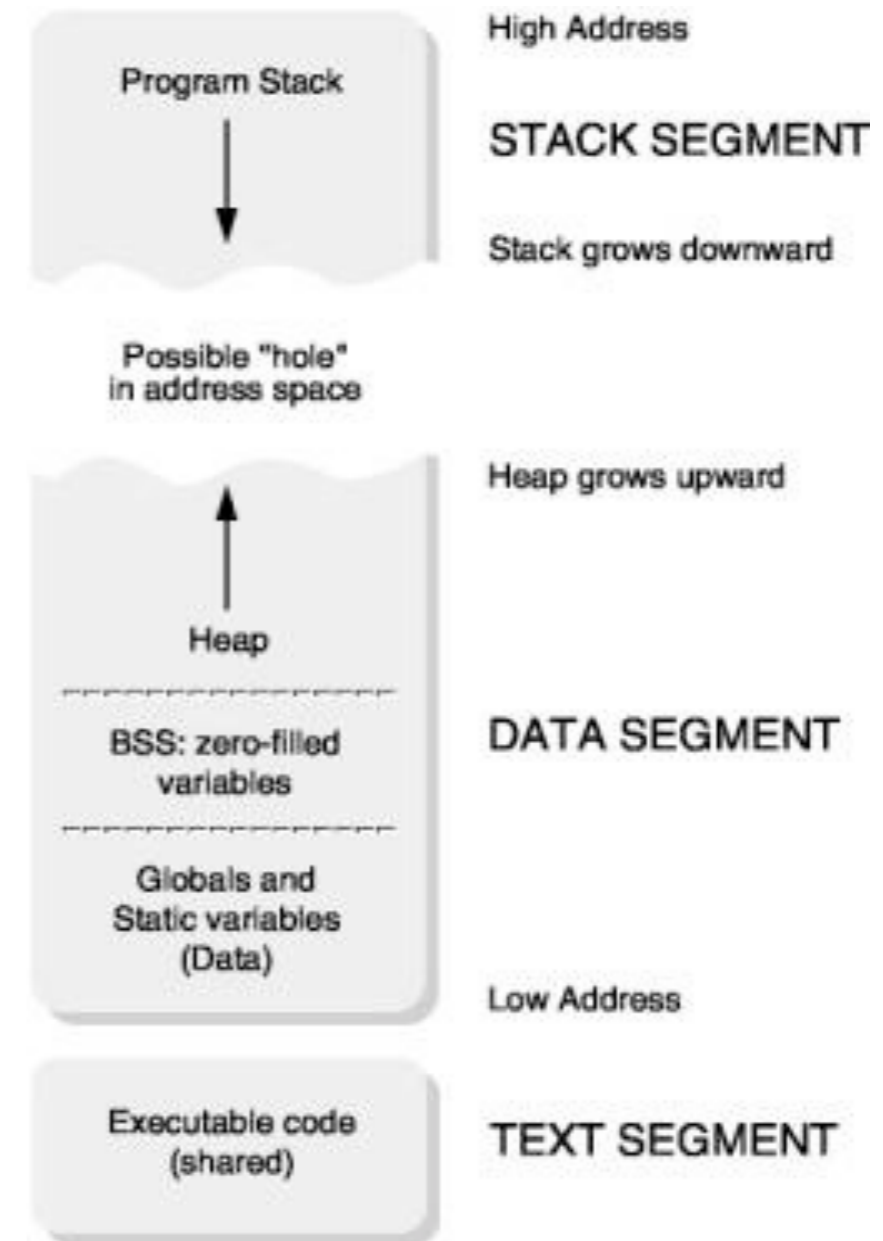 High Address
Program Stack
STACK SEGMENT
Stack grows downward
Possible "hole"
in address space
Heap grows upward
Heap
BSS: zero-filled
variables
DATA SEGMENT
Globals and
Static variables
(Data)
Low Address
Executable code
(shared)
TEXT SEGMENT